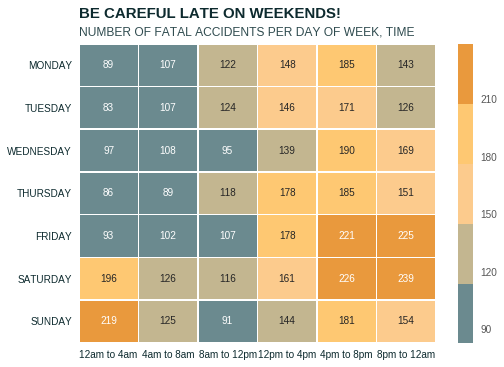 BE CAREFUL LATE ON WEEKENDS!
NUMBER OF FATAL ACCIDENTS PER DAY OF WEEK, TIME
MONDAY 89 107 122 148 185 143
TUESDAY 83 107 124 146 171 126
WEDNESDAY 97 108 95 139 190 169
THURSDAY 86 89 118 178 185 151
FRIDAY 93 102 107 178 221 225
SATURDAY 196 126 116 161 226 239
SUNDAY 219 125 91 144 181 154
12am to 4am 4am to 8am 8am to 12pm 12pm to 4pm 4pm to 8pm 8pm to 12am
210
180
150
120
90